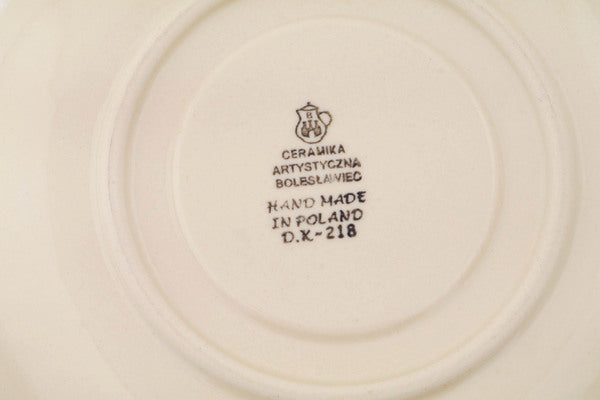 B
CERAMIKA
ARTYSTYCZNA
BOLESŁAWIEC
HAND MADE
IN POLAND
D.K-218